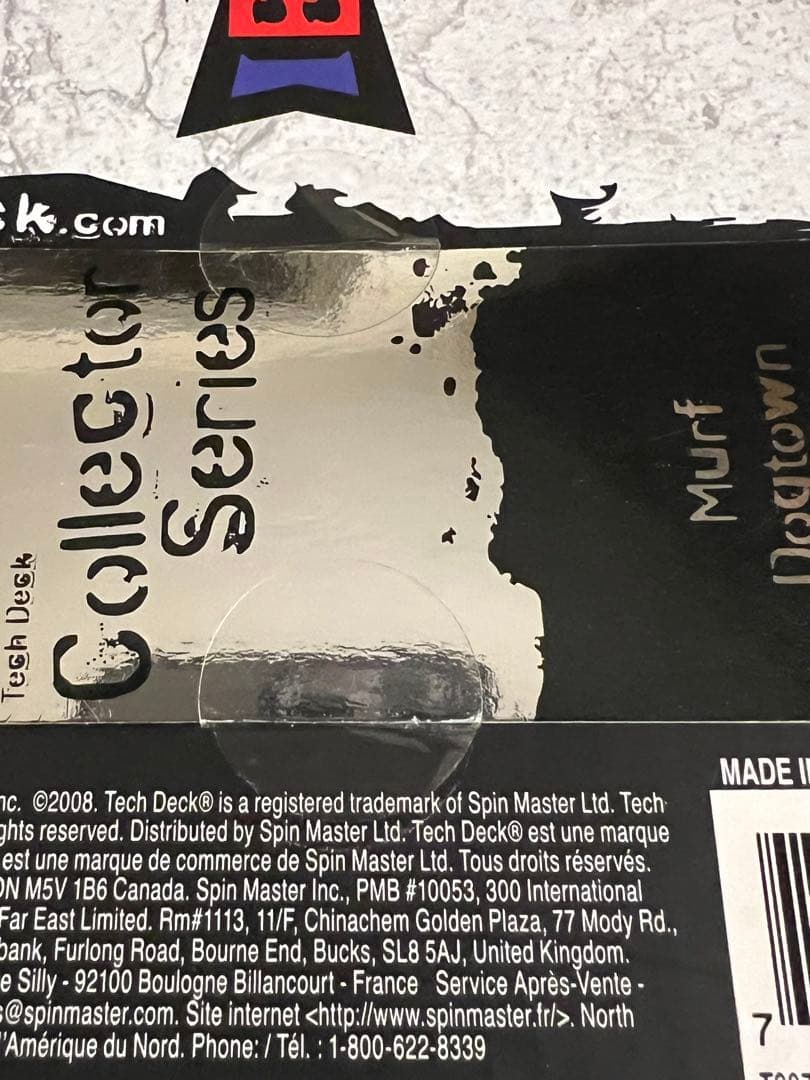 k.com
Tech Deck
Collector
Series
Murf
Dogtown
nc. ©2008. Tech Deck® is a registered trademark of Spin Master Ltd. Tech
ghts reserved. Distributed by Spin Master Ltd. Tech Deck® est une marque
est une marque de commerce de Spin Master Ltd. Tous droits réservés.
ON M5V 1B6 Canada. Spin Master Inc., PMB #10053, 300 International
Far East Limited. Rm#1113, 11/F, Chinachem Golden Plaza, 77 Mody Rd.,
bank, Furlong Road, Bourne End, Bucks, SL8 5AJ, United Kingdom.
e Silly - 92100 Boulogne Billancourt - France Service Après-Vente -
s@spinmaster.com. Site internet <http://www.spinmaster.fr/>. North
l'Amérique du Nord. Phone: / Tél. : 1-800-622-8339
MADE I
7